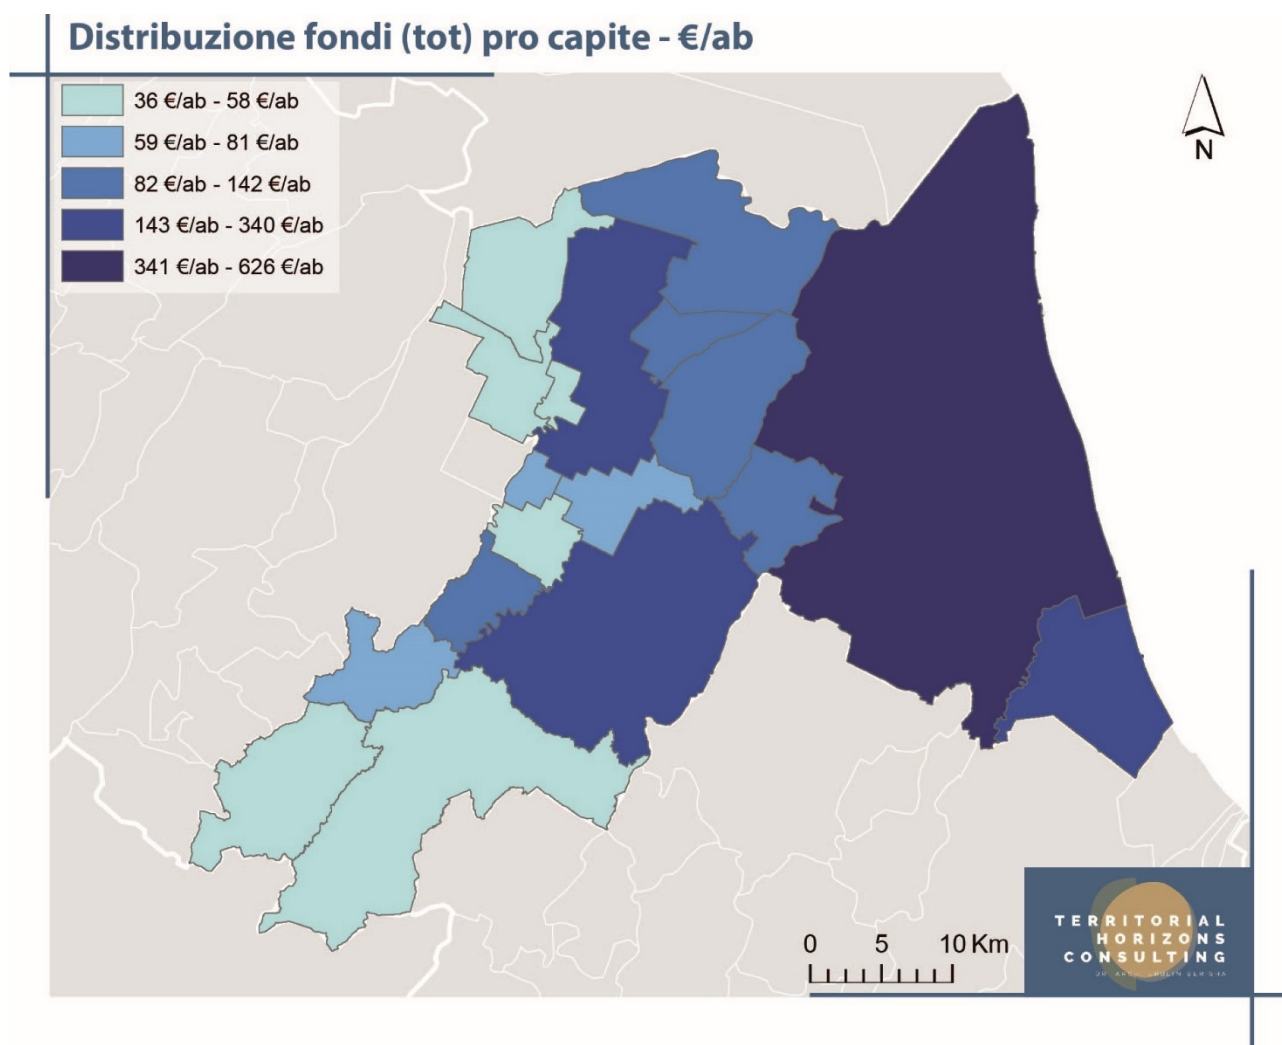 Distribuzione fondi (tot) pro capite - €/ab
36 €/ab - 58 €/ab
59 €/ab - 81 €/ab
82 €/ab - 142 €/ab
143 €/ab - 340 €/ab
341 €/ab - 626 €/ab
N
0 5 10 Km
TERRITORIAL
HORIZONS
CONSULTING